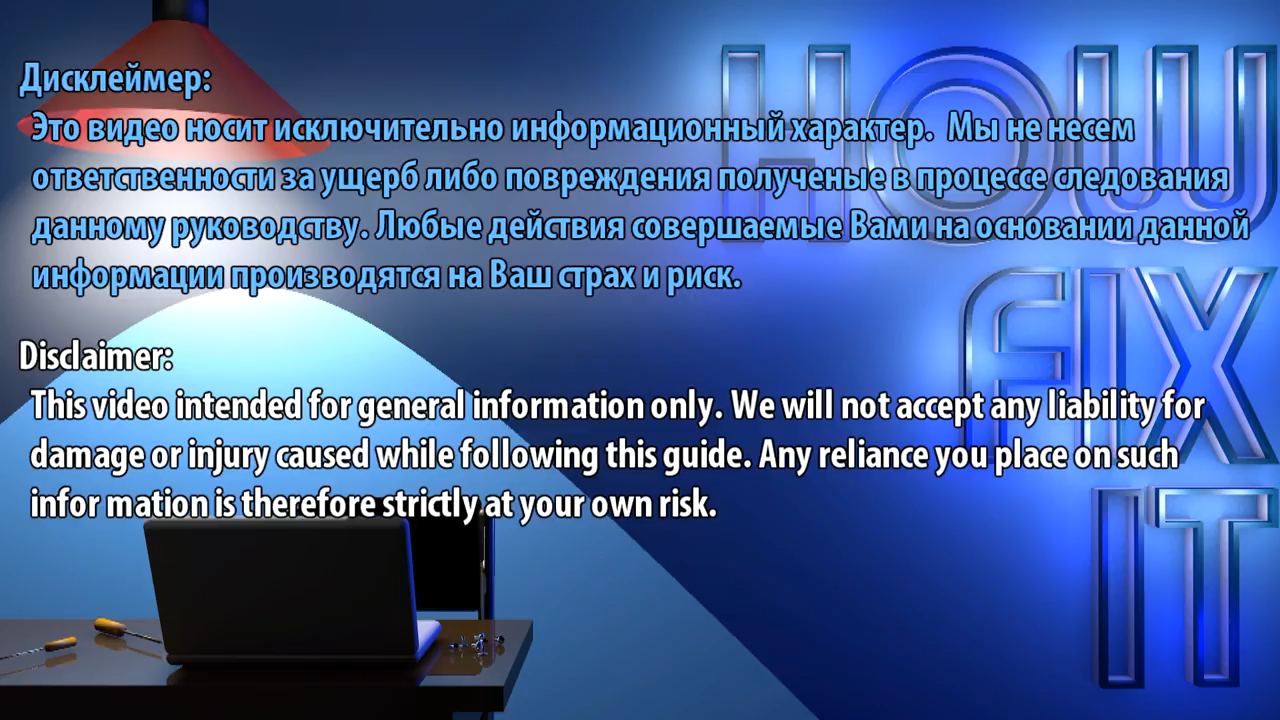 Дисклеймер:
Это видео носит исключительно информационный характер. Мы не несем
ответственности за ущерб либо повреждения полученые в процессе следования
данному руководству. Любые действия совершаемые Вами на основании данной
информации производятся на Ваш страх и риск.
Disclaimer:
This video intended for general information only. We will not accept any liability for
damage or injury caused while following this guide. Any reliance you place on such
infor mation is therefore strictly at your own risk.
HOW
FIX
IT